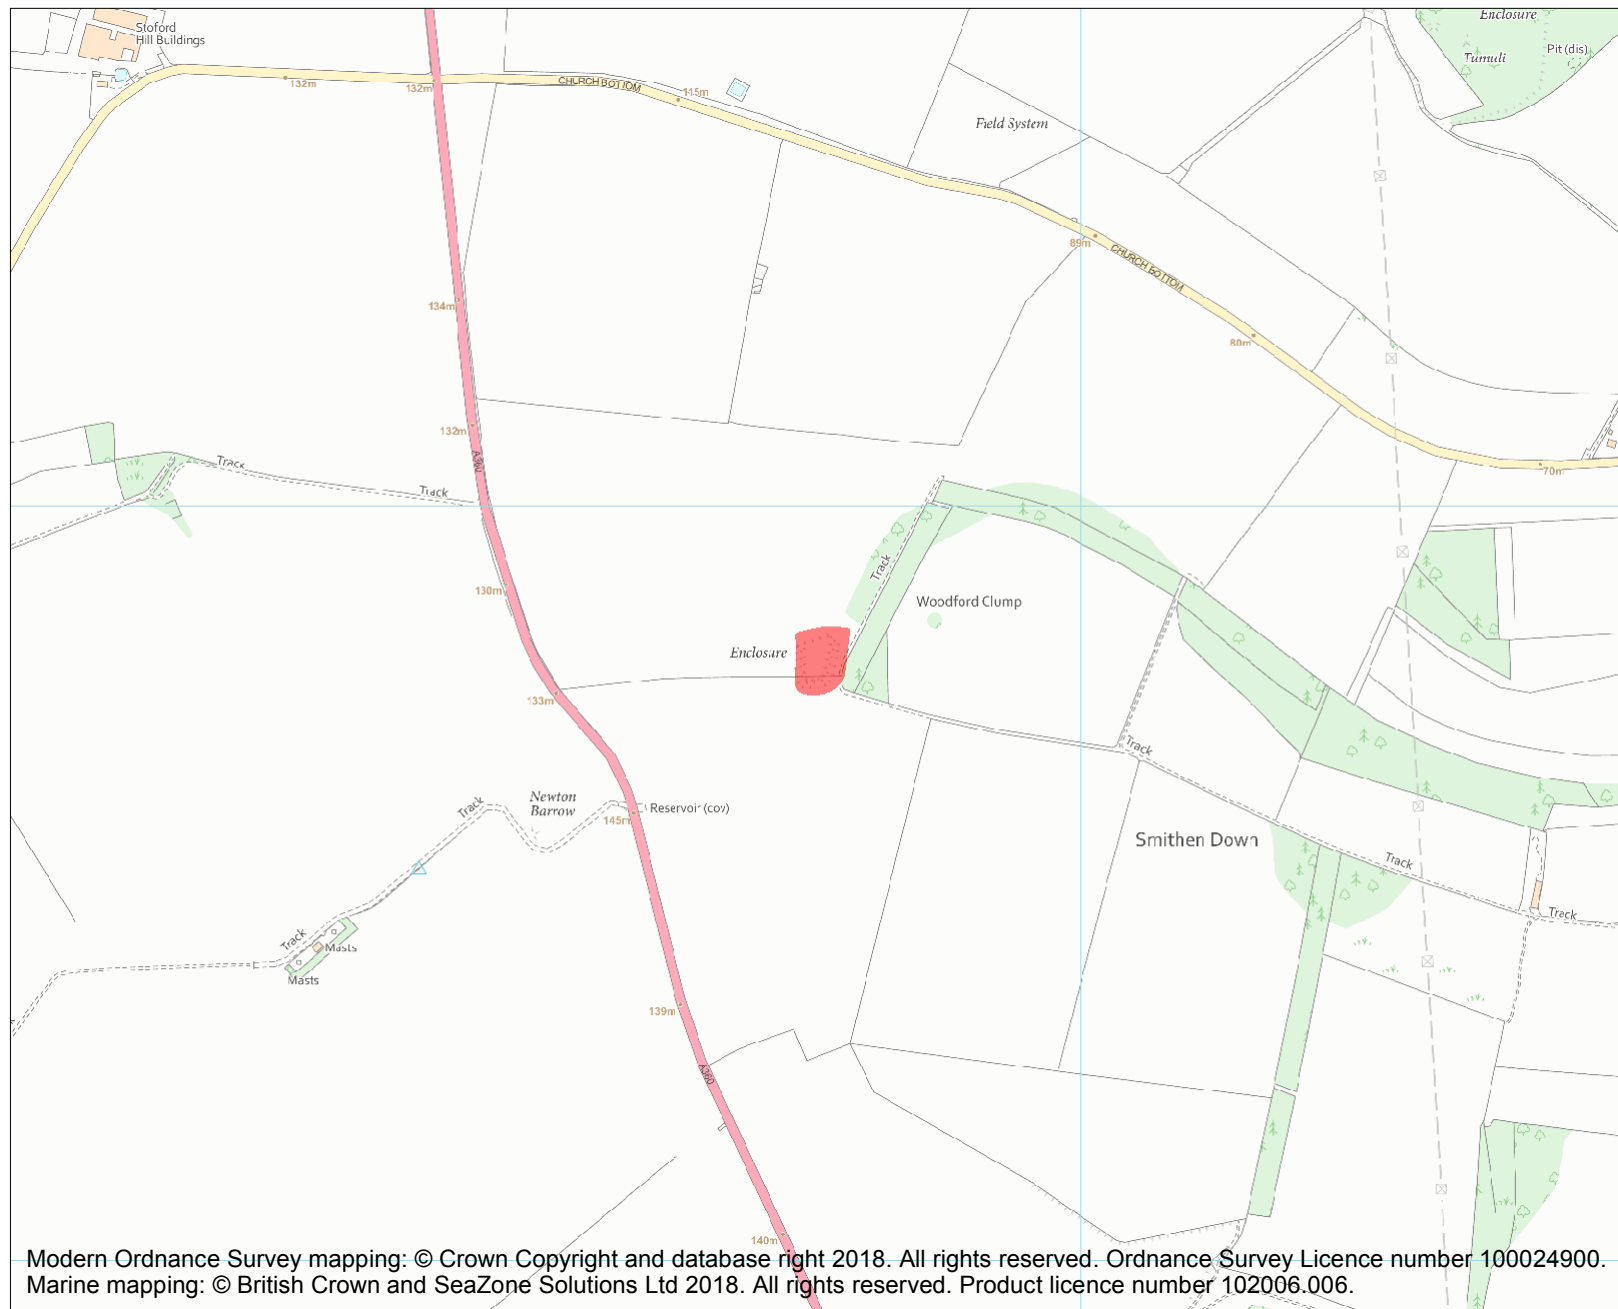 Enclosure
Stoford
Hill Buildings
Tumuli
Pit (dis)
132m
132m
CHURCH BOTTOM
115m
Field System
89m
CHURCH BOTTOM
134m
80m
132m
A360
Track
Track
70m
Track
130m
Woodford Clump
Enclosure
133m
Track
Newton
Barrow
Track
Reservoir (cov)
145m
Smithen Down
Track
Track
Track
Masts
Masts
139m
A360
140m
Modern Ordnance Survey mapping: © Crown Copyright and database right 2018. All rights reserved. Ordnance Survey Licence number 100024900.
Marine mapping: © British Crown and SeaZone Solutions Ltd 2018. All rights reserved. Product licence number 102006.006.